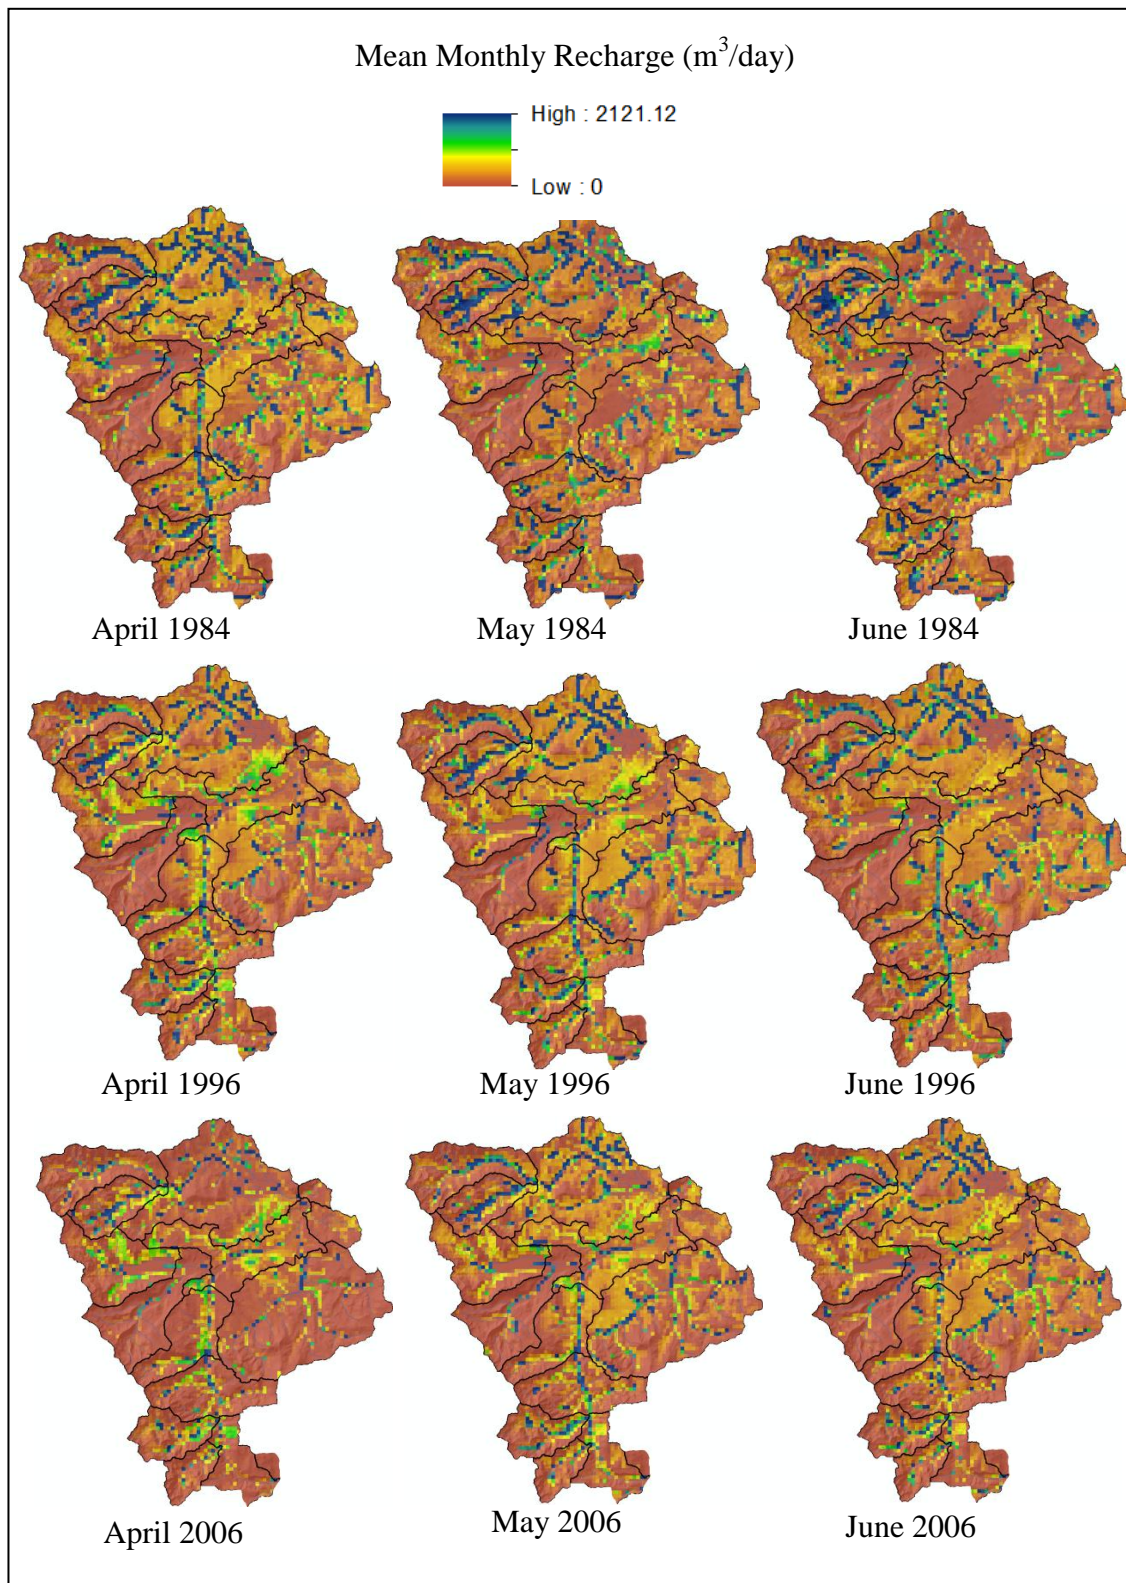 Mean Monthly Recharge (m³/day)
High : 2121.12
Low : 0
April 1984
May 1984
June 1984
April 1996
May 1996
June 1996
April 2006
May 2006
June 2006